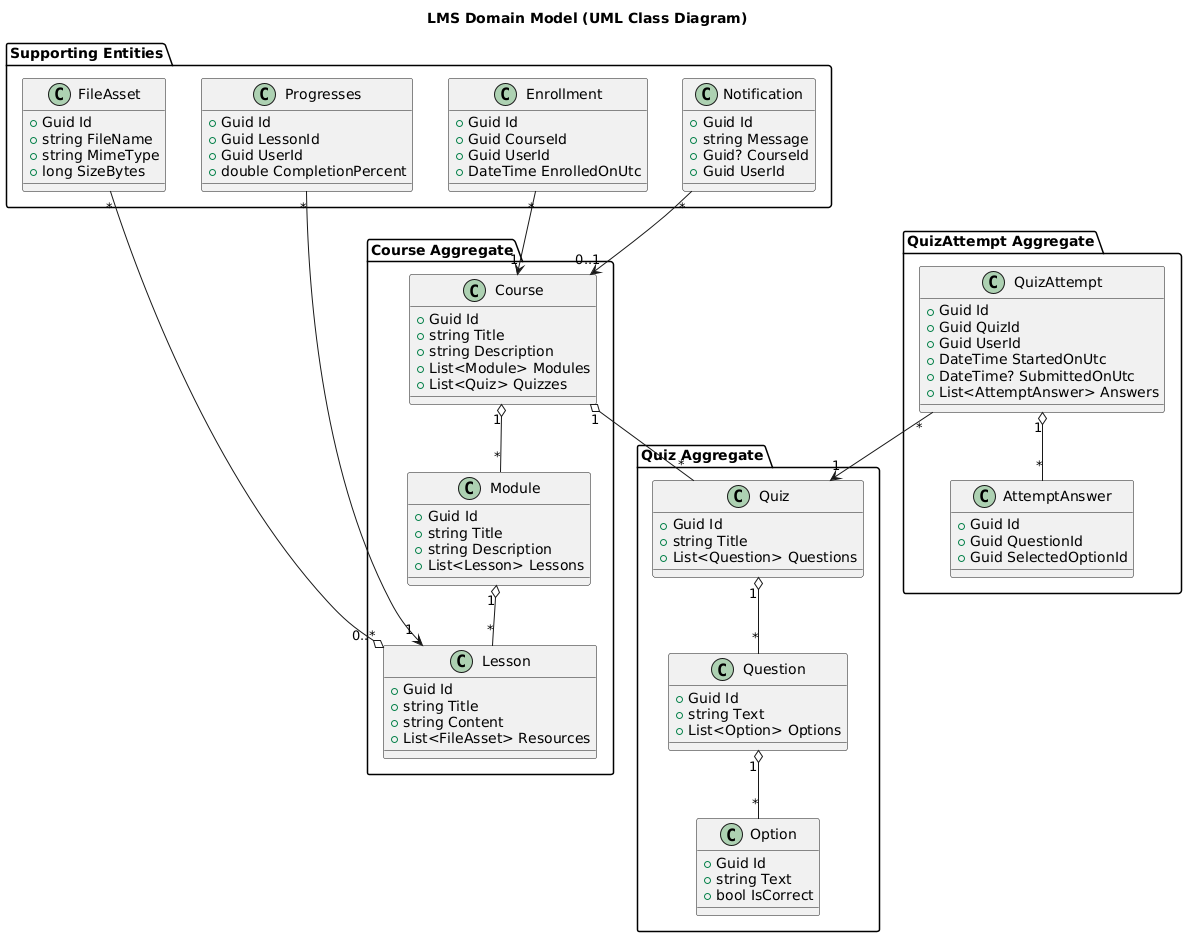 LMS Domain Model (UML Class Diagram)
Supporting Entities
C FileAsset
Guid Id
string FileName
string MimeType
long SizeBytes
C Progresses
Guid Id
Guid LessonId
Guid UserId
double CompletionPercent
C Enrollment
Guid Id
Guid CourseId
Guid UserId
DateTime EnrolledOnUtc
C Notification
Guid Id
string Message
Guid? CourseId
Guid UserId
*
*
*
*
Course Aggregate
1
0..1
C Course
Guid Id
string Title
string Description
List<Module> Modules
List<Quiz> Quizzes
1
1
*
C Module
Guid Id
string Title
string Description
List<Lesson> Lessons
1
*
0..*
1
C Lesson
Guid Id
string Title
string Content
List<FileAsset> Resources
Quiz Aggregate
*
1
C Quiz
Guid Id
string Title
List<Question> Questions
1
*
C Question
Guid Id
string Text
List<Option> Options
1
*
C Option
Guid Id
string Text
bool IsCorrect
QuizAttempt Aggregate
C QuizAttempt
Guid Id
Guid QuizId
Guid UserId
DateTime StartedOnUtc
DateTime? SubmittedOnUtc
List<AttemptAnswer> Answers
*
1
*
C AttemptAnswer
Guid Id
Guid QuestionId
Guid SelectedOptionId